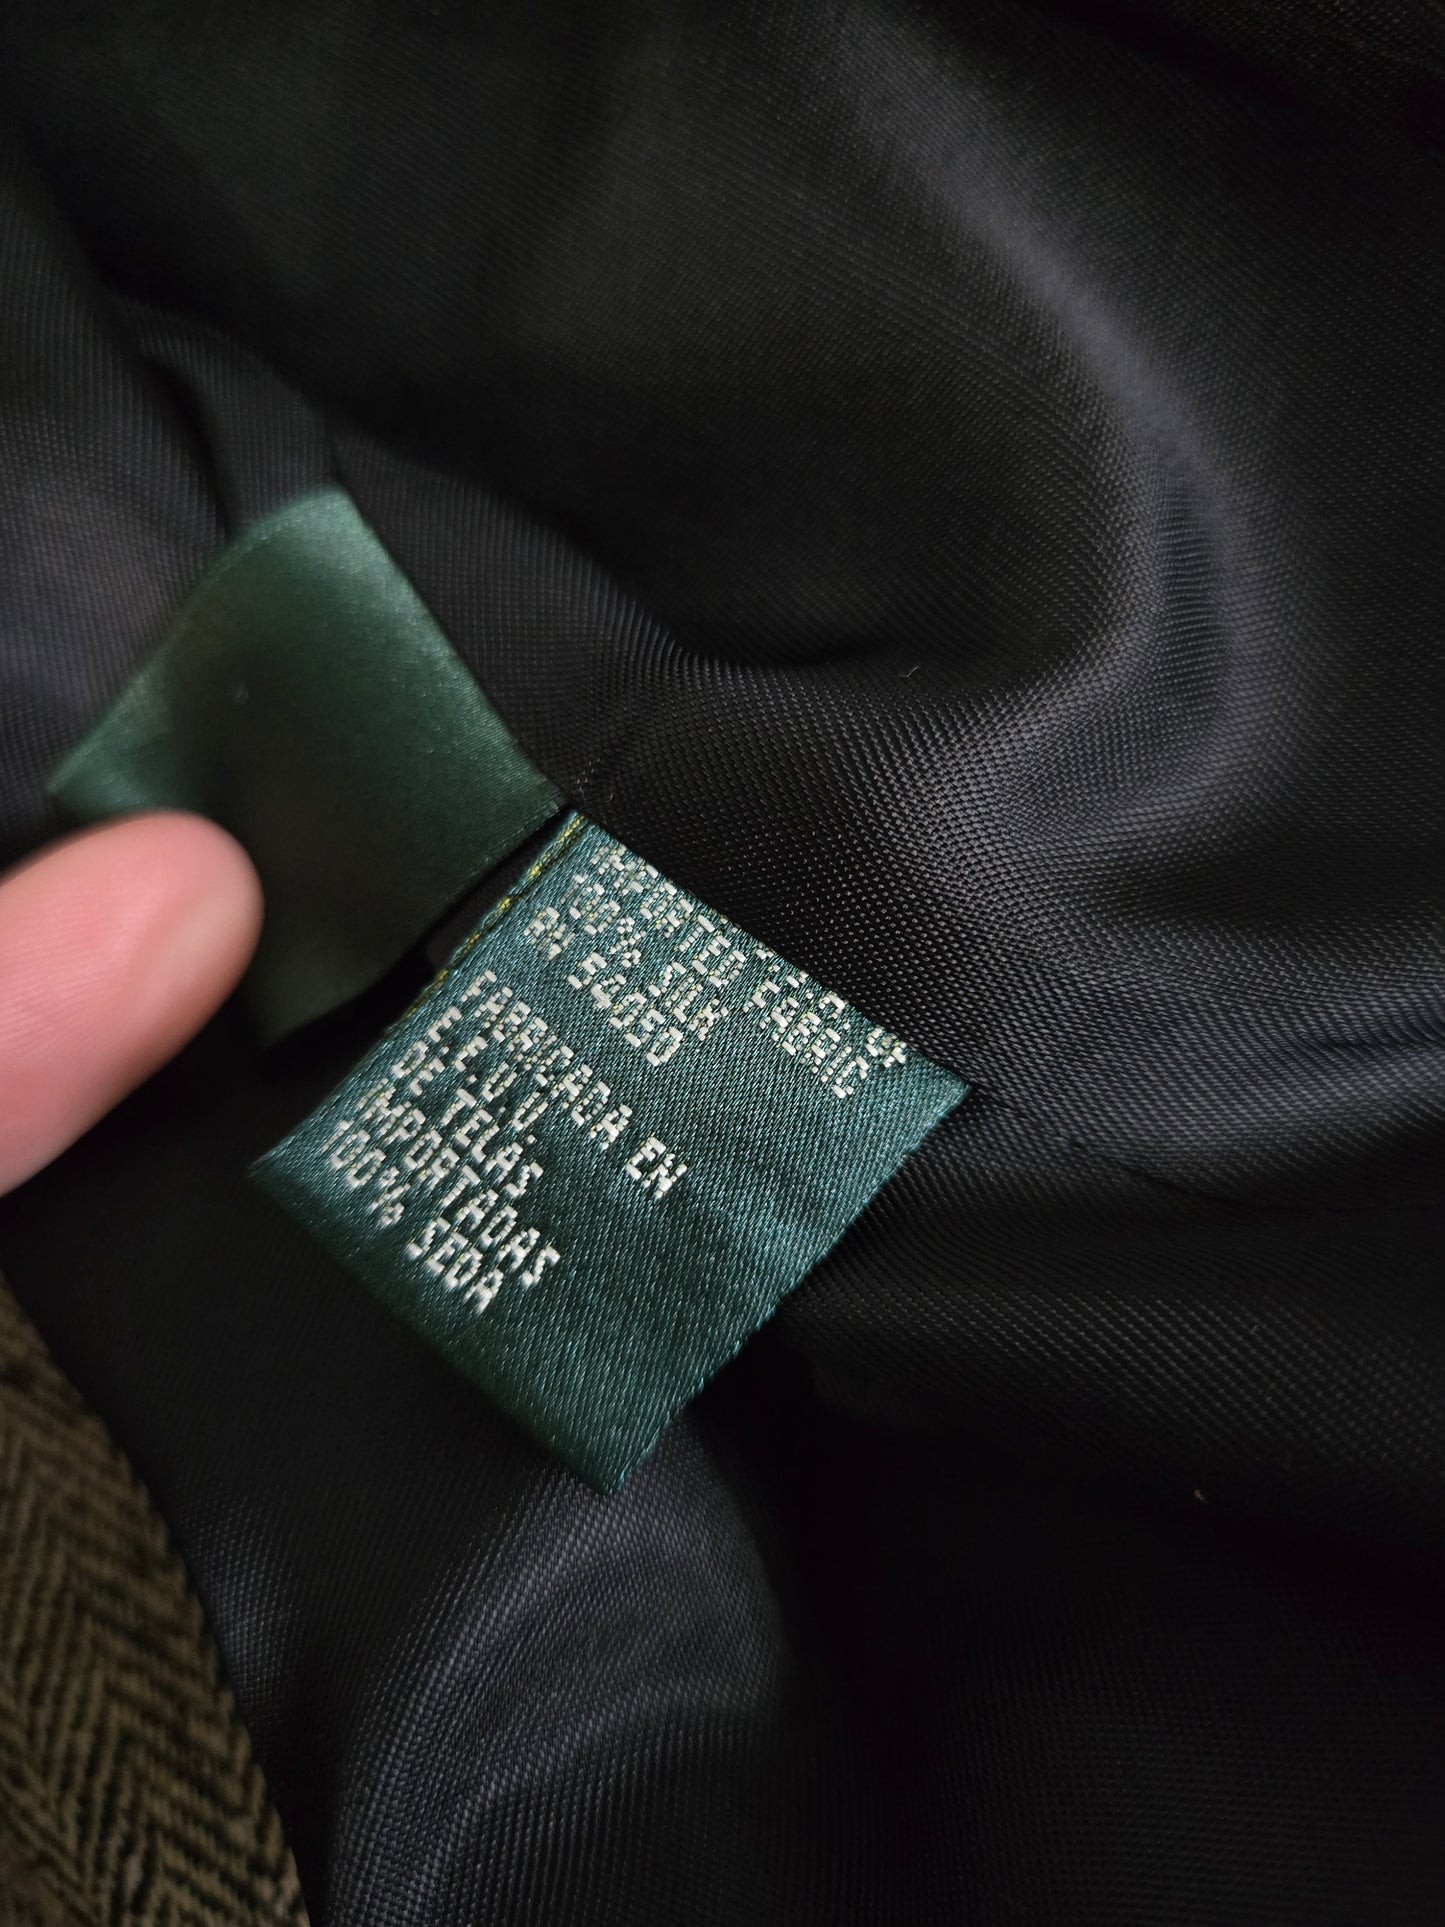 IMPORTED FABRIC
100% SILK
RN 54050
FABRICADA EN
E.E.U.U.
DE TELAS
IMPORTADAS
100% SEDA